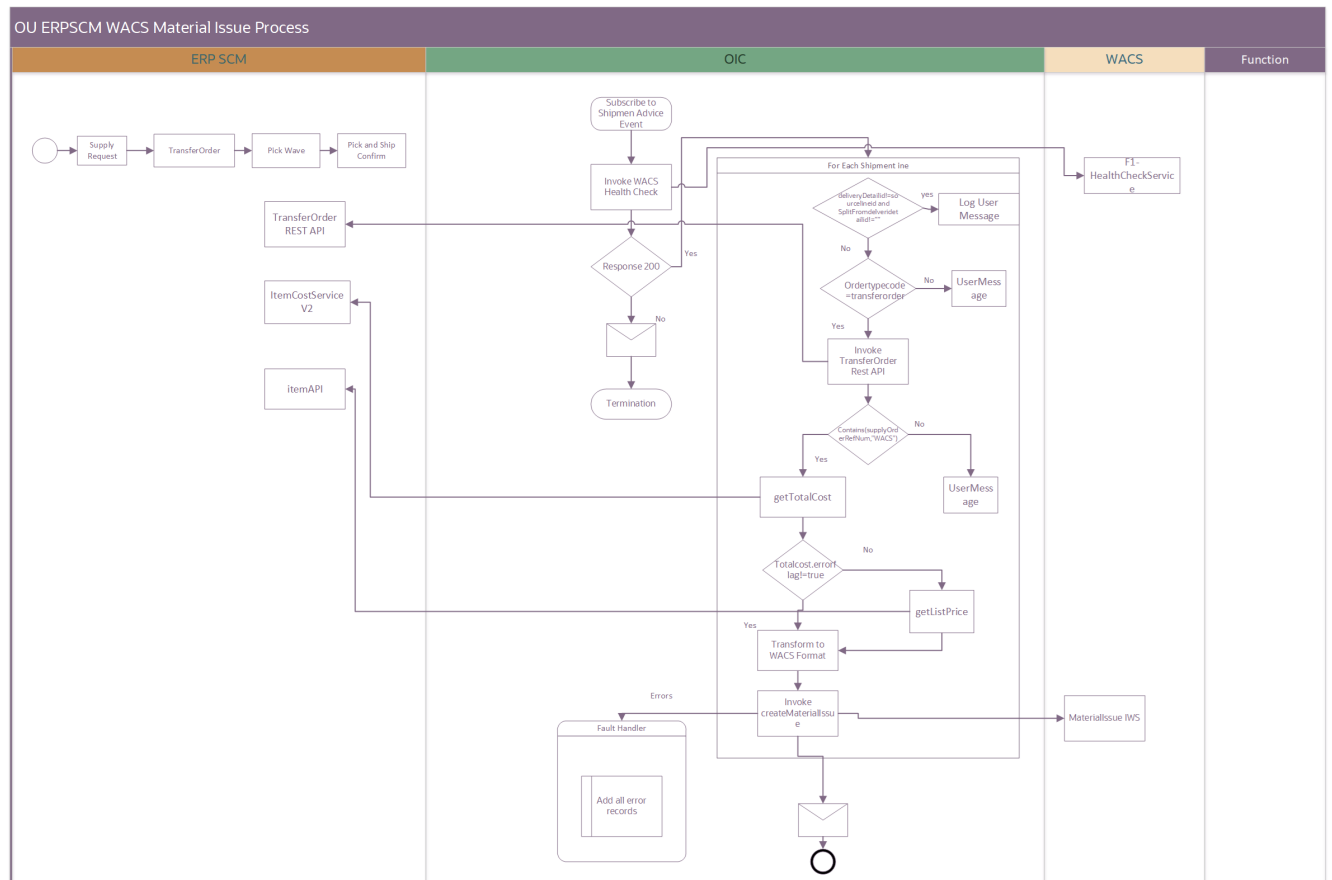 OU ERPSCM WACS Material Issue Process
ERP SCM
OIC
WACS
Function
Supply
Request
TransferOrder
Pick Wave
Pick and Ship
Confirm
TransferOrder
REST API
ItemCostService
V2
itemAPI
Subscribe to
Shipmen Advice
Event
Invoke WACS
Health Check
Response 200
Yes
No
Termination
For Each Shipment ine
deliveryDetailid!=so
urcelineid and
SplitFromdelveridet
ailid!=""
yes
Log User
Message
No
Ordertypecode
=transferorder
No
UserMess
age
Yes
Invoke
TransferOrder
Rest API
Contains(supplyOrd
erRefNum,"WACS")
No
Yes
UserMess
age
getTotalCost
Totalcost.errorf
lag!=true
No
getListPrice
Yes
Transform to
WACS Format
Invoke
createMaterialIssu
e
Errors
Fault Handler
Add all error
records
F1-
HealthCheckServic
e
MaterialIssue IWS